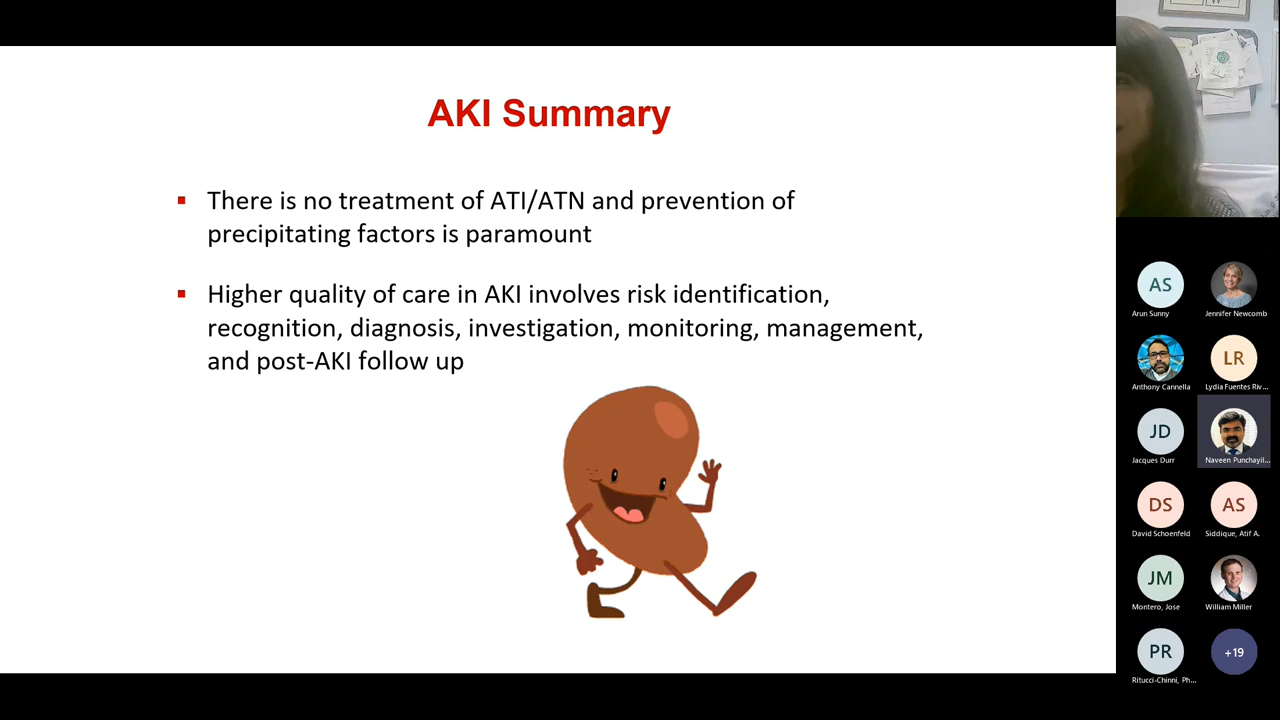 AKI Summary
There is no treatment of ATI/ATN and prevention of
precipitating factors is paramount
Higher quality of care in AKI involves risk identification,
recognition, diagnosis, investigation, monitoring, management,
and post-AKI follow up
AS
Arun Sunny
Jennifer Newcomb
Anthony Cannella
LR
Lydia Fuentes Riv...
JD
Jacques Durr
Naveen Punchayil...
DS
David Schoenfeld
AS
Siddique, Atif A.
JM
Montero, Jose
William Miller
PR
Ritucci-Chinni, Ph...
+19